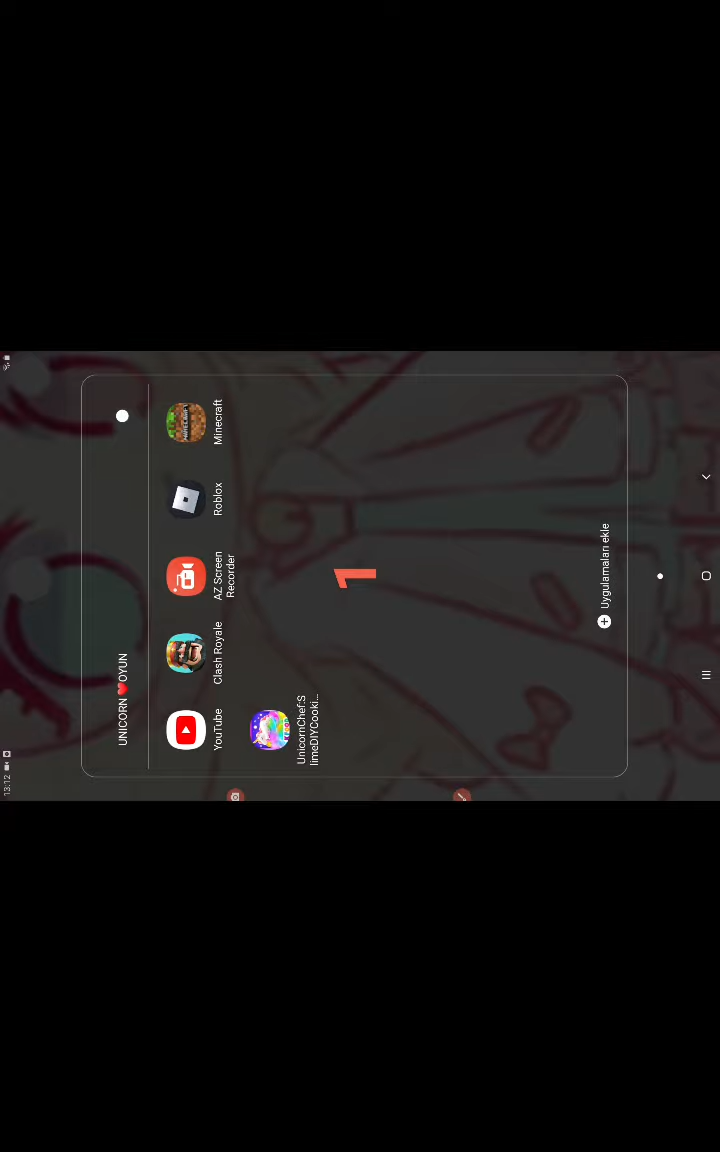 13:12
UNICORN ❤️OYUN
YouTube
Clash Royale
AZ Screen
Recorder
Roblox
Minecraft
UnicornChef:S
limeDIYCooki...
1
Uygulamaları ekle